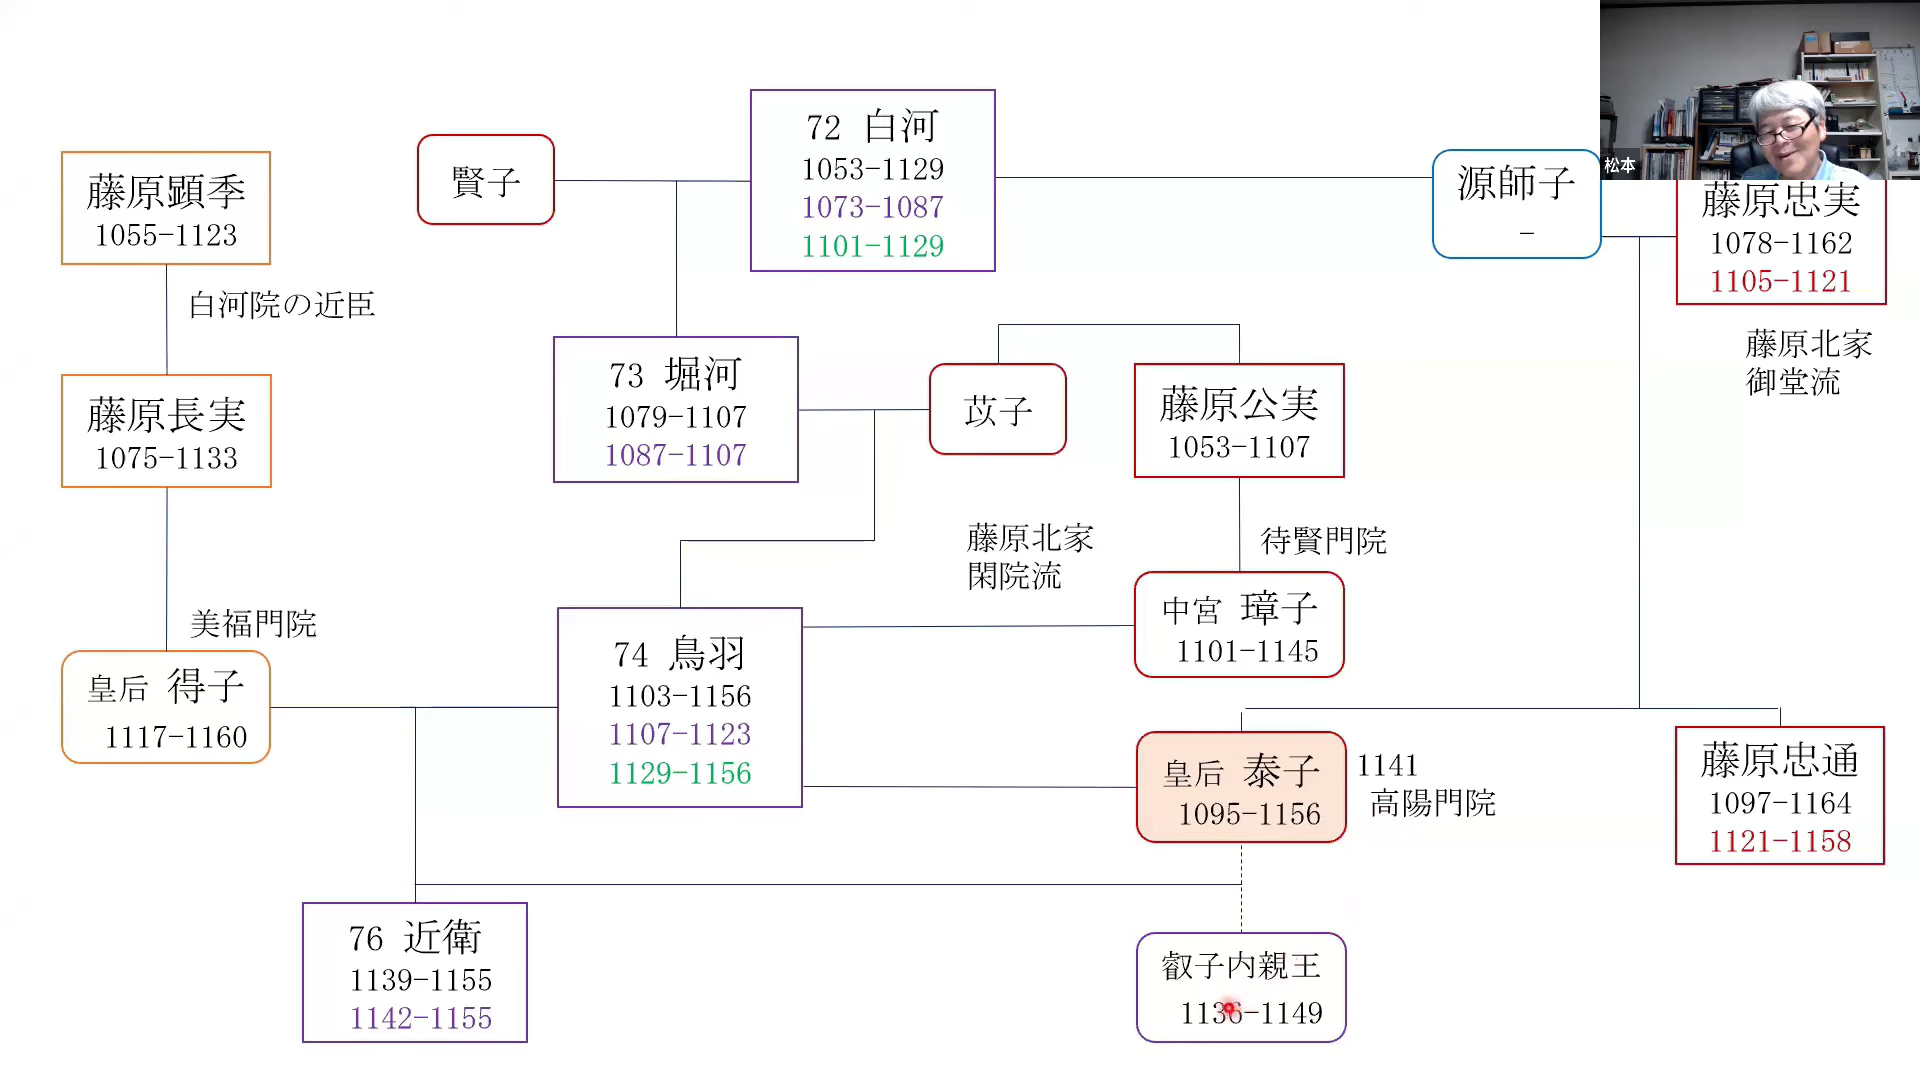 72 白河
1053-1129
1073-1087
1101-1129
賢子
藤原顕季
1055-1123
白河院の近臣
源師子
-
松本
藤原忠実
1078-1162
1105-1121
藤原北家
御堂流
73 堀河
1079-1107
1087-1107
苡子
藤原公実
1053-1107
藤原長実
1075-1133
藤原北家
閑院流
待賢門院
中宮 璋子
1101-1145
美福門院
皇后 得子
1117-1160
74 鳥羽
1103-1156
1107-1123
1129-1156
皇后 泰子
1095-1156
1141
高陽門院
藤原忠通
1097-1164
1121-1158
76 近衛
1139-1155
1142-1155
叡子内親王
1136-1149